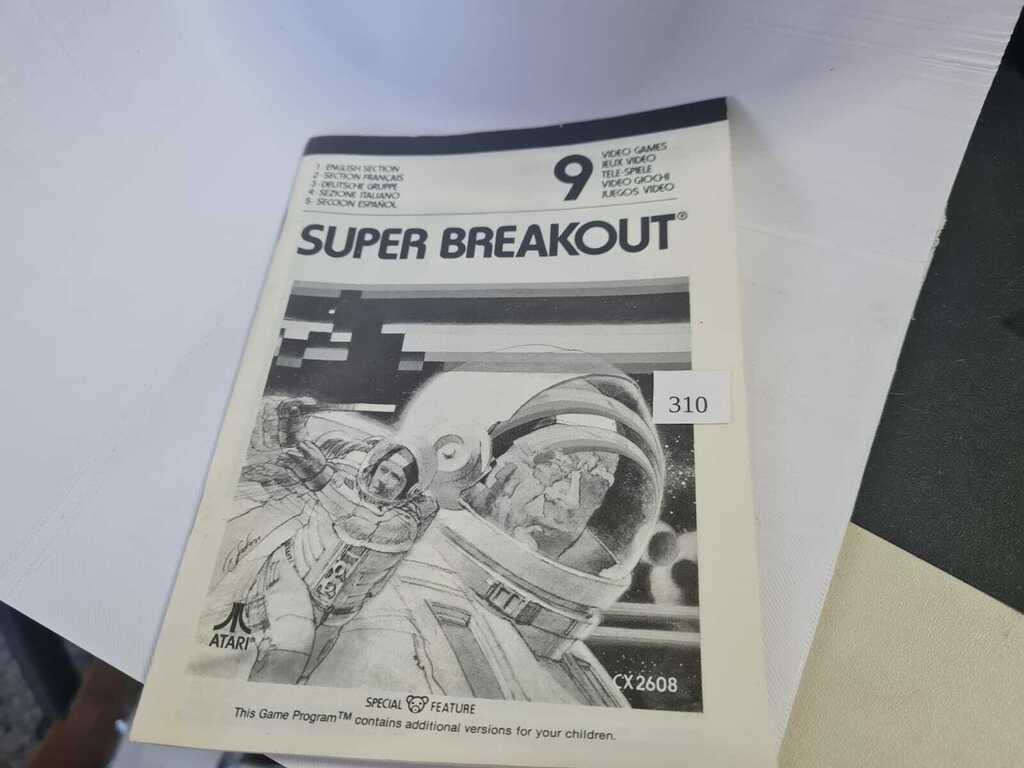 1 - ENGLISH SECTION
2 - SECTION FRANÇAIS
3 - DEUTSCHE GRUPPE
4 - SEZIONE ITALIANO
5 - SECCION ESPAÑOL
9
VIDEO GAMES
JEUX VIDEO
TELE-SPIELE
VIDEO GIOCHI
JUEGOS VIDEO
SUPER BREAKOUT®
310
ATARI®
CX2608
SPECIAL FEATURE
This Game Program™ contains additional versions for your children.